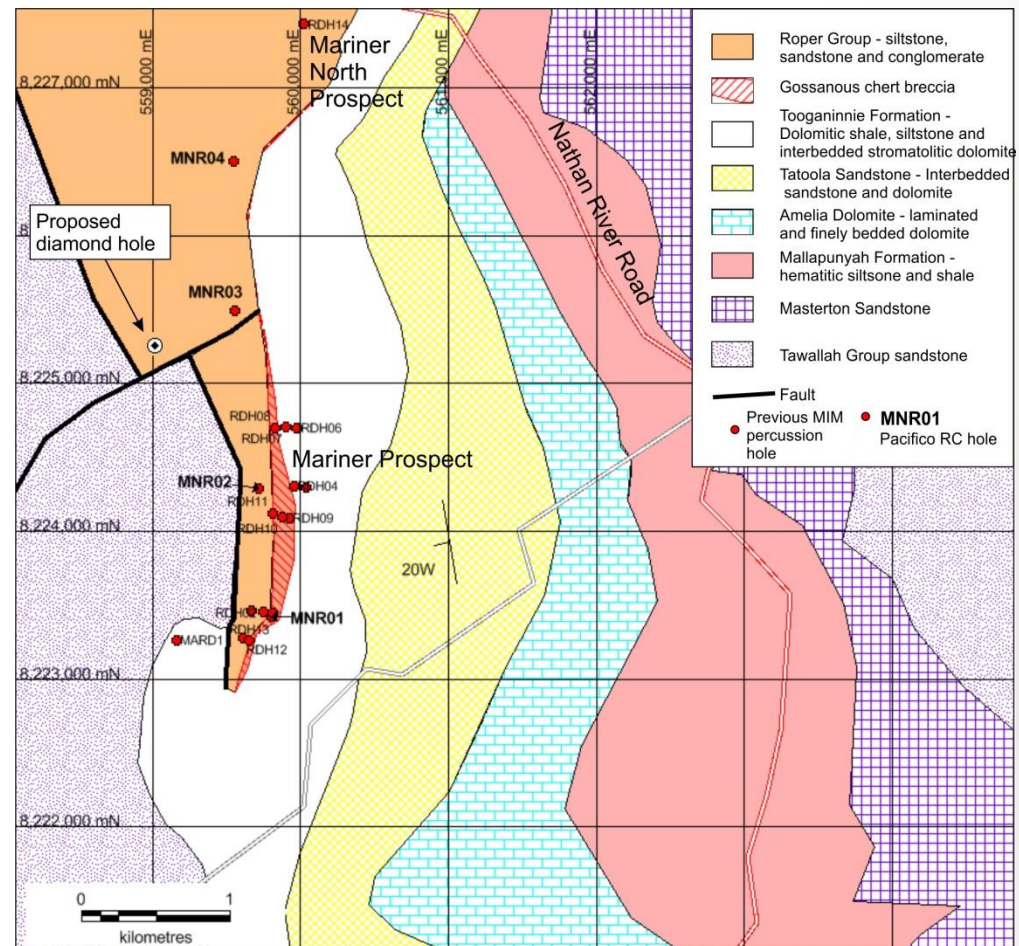 RDH14
Mariner
North
Prospect
559,000 mE
560,000 mE
561,000 mE
562,000 mE
8,227,000 mN
MNR04
Nathan River Road
Proposed
diamond hole
MNR03
8,225,000 mN
RDH08
RDH07
RDH06
Mariner Prospect
MNR02
RDH04
RDH11
RDH10
RDH09
8,224,000 mN
20W
MNR01
RDH13
MARD1
RDH12
8,223,000 mN
8,222,000 mN
0 1
kilometres
Roper Group - siltstone,
sandstone and conglomerate
Gossanous chert breccia
Tooganinnie Formation -
Dolomitic shale, siltstone and
interbedded stromatolitic dolomite
Tatoola Sandstone - Interbedded
sandstone and dolomite
Amelia Dolomite - laminated
and finely bedded dolomite
Mallapunyah Formation -
hematitic siltsone and shale
Masterton Sandstone
Tawallah Group sandstone
Fault
Previous MIM
percussion
hole
MNR01
Pacifico RC hole